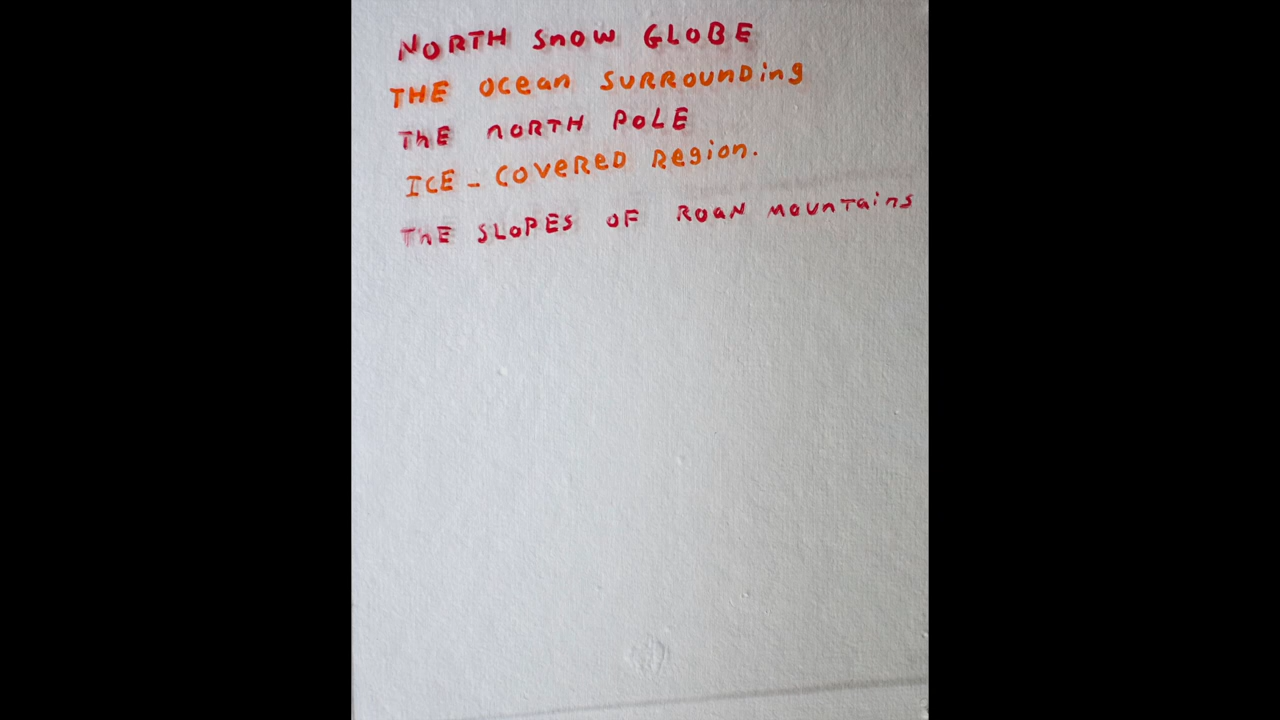 NORTH SnOW GLOBE
THE OCean SURROUnDing
ThE nORTH POLE
ICE - COVERED Region.
ThE SLOPES OF ROaN MOunTains